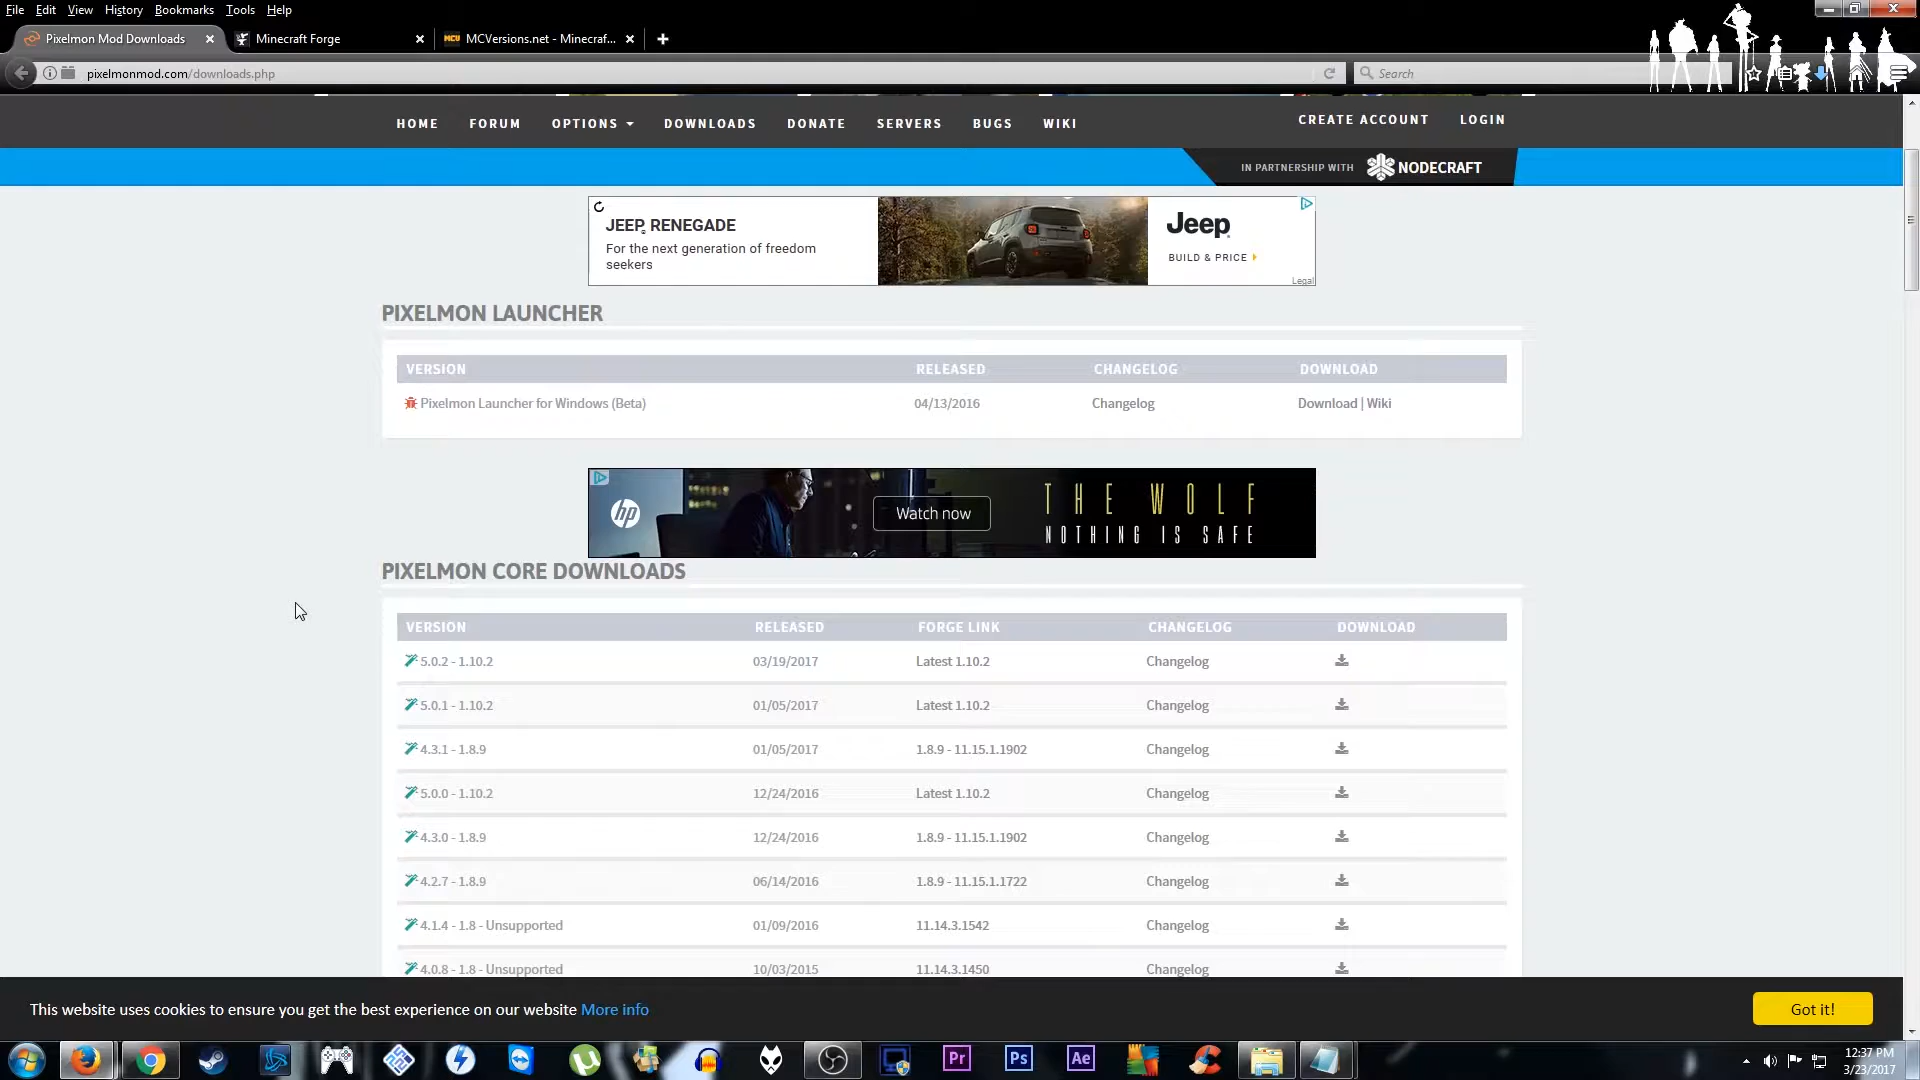 File Edit View History Bookmarks Tools Help
Pixelmon Mod Downloads
Minecraft Forge
MCU MCVersions.net - Minecraf...
pixelmonmod.com/downloads.php
Search
HOME FORUM OPTIONS DOWNLOADS DONATE SERVERS BUGS WIKI CREATE ACCOUNT LOGIN
IN PARTNERSHIP WITH NODECRAFT
JEEP RENEGADE
For the next generation of freedom
seekers
Jeep
BUILD & PRICE
Legal
PIXELMON LAUNCHER
VERSION RELEASED CHANGELOG DOWNLOAD
Pixelmon Launcher for Windows (Beta) 04/13/2016 Changelog Download | Wiki
hp
Watch now
THE WOLF
NOTHING IS SAFE
PIXELMON CORE DOWNLOADS
VERSION RELEASED FORGE LINK CHANGELOG DOWNLOAD
5.0.2 - 1.10.2 03/19/2017 Latest 1.10.2 Changelog
5.0.1 - 1.10.2 01/05/2017 Latest 1.10.2 Changelog
4.3.1 - 1.8.9 01/05/2017 1.8.9 - 11.15.1.1902 Changelog
5.0.0 - 1.10.2 12/24/2016 Latest 1.10.2 Changelog
4.3.0 - 1.8.9 12/24/2016 1.8.9 - 11.15.1.1902 Changelog
4.2.7 - 1.8.9 06/14/2016 1.8.9 - 11.15.1.1722 Changelog
4.1.4 - 1.8 - Unsupported 01/09/2016 11.14.3.1542 Changelog
4.0.8 - 1.8 - Unsupported 10/03/2015 11.14.3.1450 Changelog
This website uses cookies to ensure you get the best experience on our website More info
Got it!
Pr Ps Ae
12:37 PM
3/23/2017